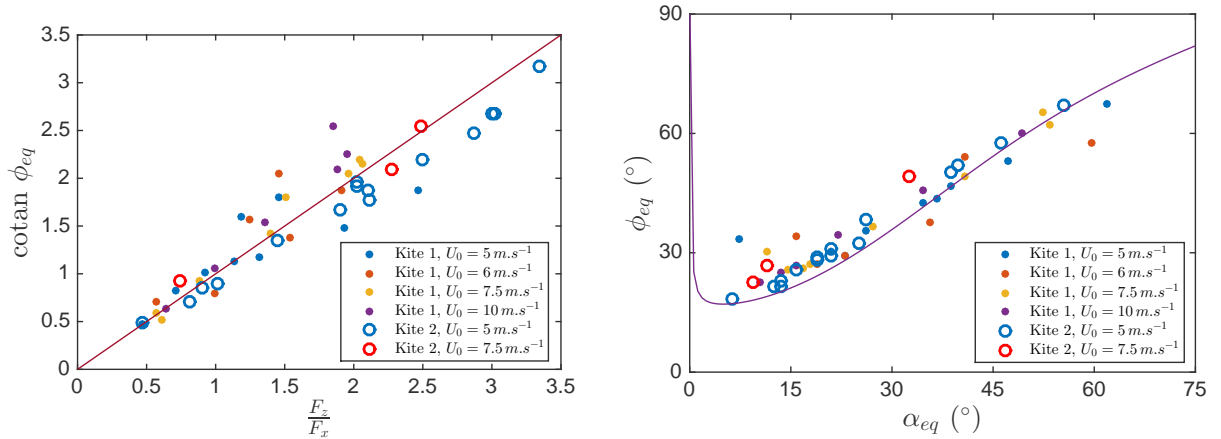 cotan ϕ_eq
3.5
3
2.5
2
1.5
1
0.5
0
0 0.5 1 1.5 2 2.5 3 3.5
F_z
F_x
Kite 1, U_0 = 5 m.s^−1
Kite 1, U_0 = 6 m.s^−1
Kite 1, U_0 = 7.5 m.s^−1
Kite 1, U_0 = 10 m.s^−1
Kite 2, U_0 = 5 m.s^−1
Kite 2, U_0 = 7.5 m.s^−1
ϕ_eq (°)
90
60
30
0
0 15 30 45 60 75
α_eq (°)
Kite 1, U_0 = 5 m.s^−1
Kite 1, U_0 = 6 m.s^−1
Kite 1, U_0 = 7.5 m.s^−1
Kite 1, U_0 = 10 m.s^−1
Kite 2, U_0 = 5 m.s^−1
Kite 2, U_0 = 7.5 m.s^−1